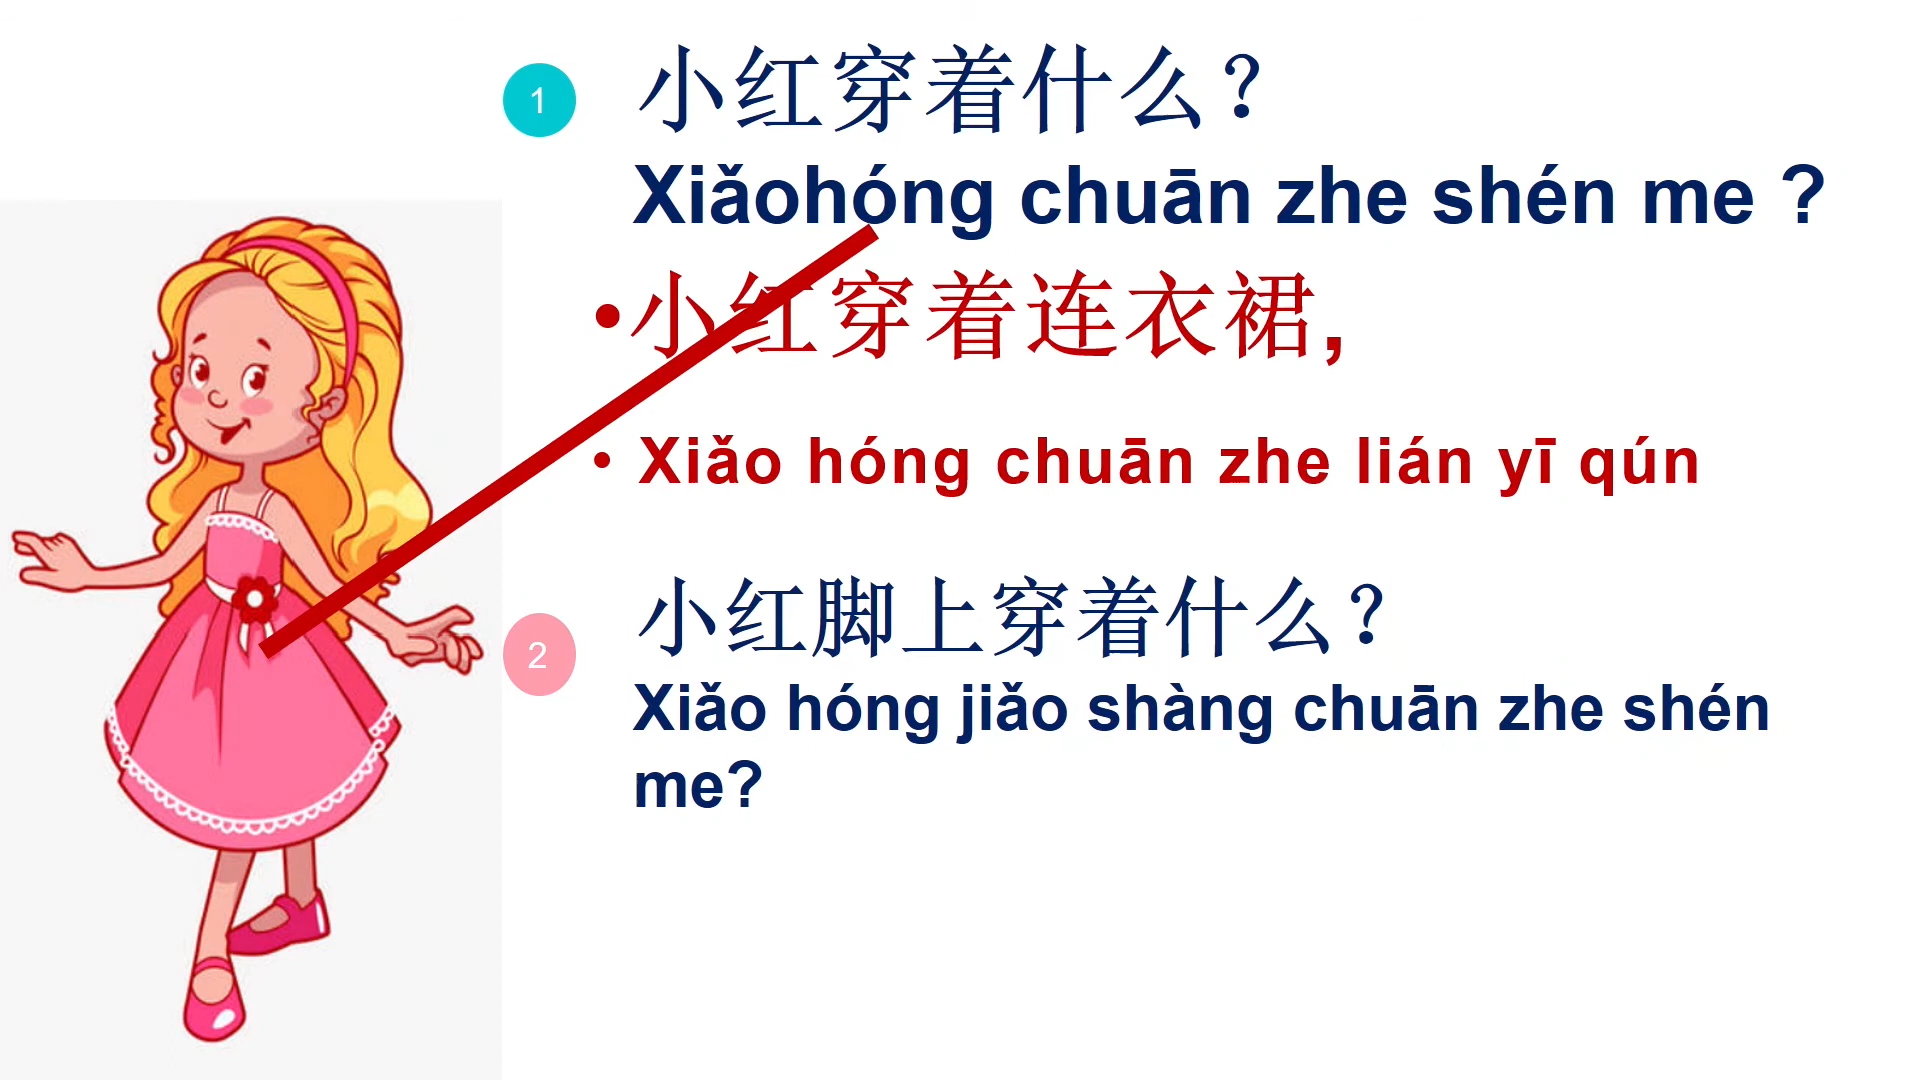 1
小红穿着什么？
Xiǎohóng chuān zhe shén me ?
•小红穿着连衣裙,
• Xiǎo hóng chuān zhe lián yī qún
2
小红脚上穿着什么？
Xiǎo hóng jiǎo shàng chuān zhe shén
me?